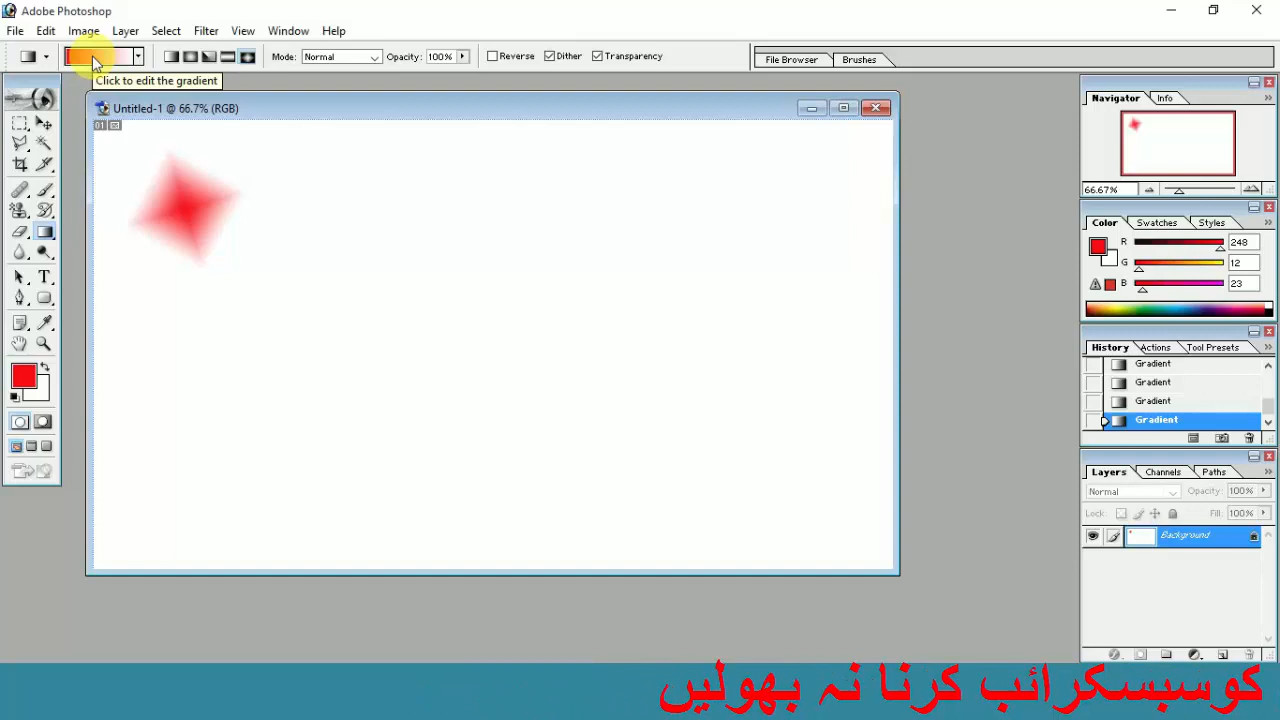 Adobe Photoshop
File Edit Image Layer Select Filter View Window Help
Mode: Normal Opacity: 100% Reverse Dither Transparency File Browser Brushes
Click to edit the gradient
Untitled-1 @ 66.7% (RGB)
01
Navigator Info
66.67%
Color Swatches Styles
R 248
G 12
B 23
History Actions Tool Presets
Gradient
Gradient
Gradient
Gradient
Layers Channels Paths
Normal Opacity: 100%
Lock: Fill: 100%
Background
کوسبسکرائب کرنا نہ بھولیں